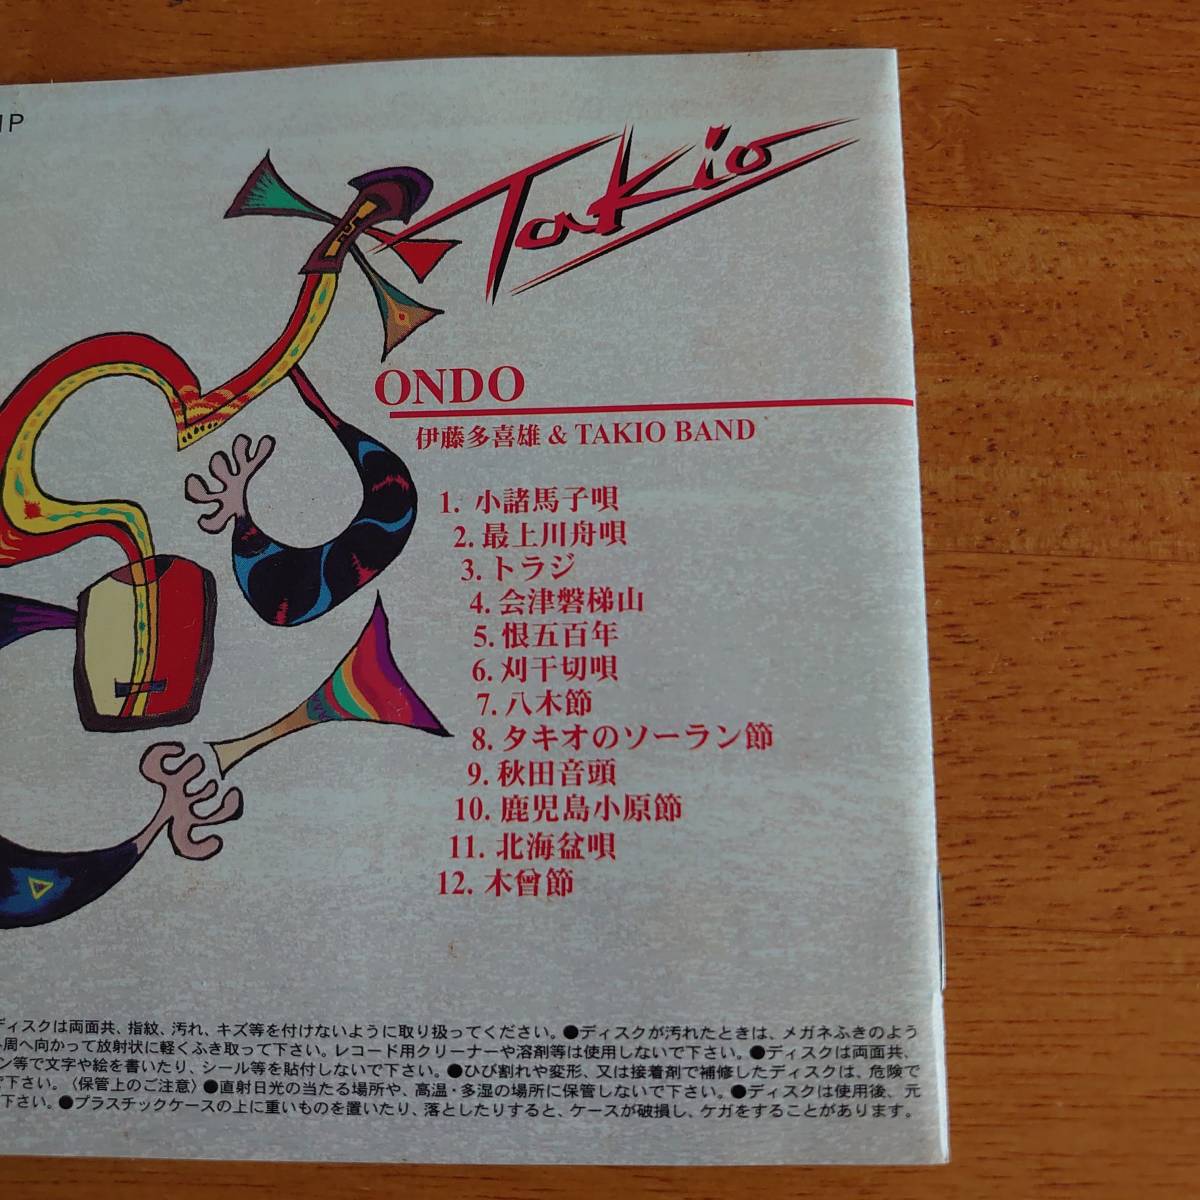 IP
Takio
ONDO
伊藤多喜雄 & TAKIO BAND
1. 小諸馬子唄
2. 最上川舟唄
3. トラジ
4. 会津磐梯山
5. 恨五百年
6. 刈干切唄
7. 八木節
8. タキオのソーラン節
9. 秋田音頭
10. 鹿児島小原節
11. 北海盆唄
12. 木曾節
ディスクは両面共、指紋、汚れ、キズ等を付けないように取り扱ってください。●ディスクが汚れたときは、メガネふきのよう
周へ向かって放射状に軽くふき取って下さい。レコード用クリーナーや溶剤等は使用しないで下さい。●ディスクは両面共、
ン等で文字や絵を書いたり、シール等を貼付しないで下さい。●ひび割れや変形、又は接着剤で補修したディスクは、危険で
で下さい。〈保管上のご注意〉●直射日光の当たる場所や、高温・多湿の場所に保管しないで下さい。●ディスクは使用後、元
下さい。●プラスチックケースの上に重いものを置いたり、落としたりすると、ケースが破損し、ケガをすることがあります。